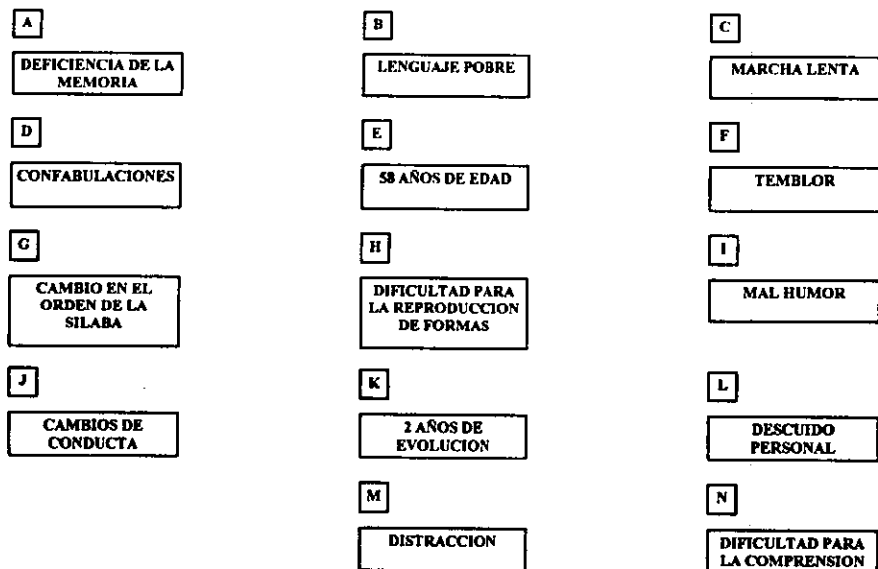 A
DEFICIENCIA DE LA
MEMORIA
B
LENGUAJE POBRE
C
MARCHA LENTA
D
CONFABULACIONES
E
58 AÑOS DE EDAD
F
TEMBLOR
G
CAMBIO EN EL
ORDEN DE LA
SILABA
H
DIFICULTAD PARA
LA REPRODUCCION
DE FORMAS
I
MAL HUMOR
J
CAMBIOS DE
CONDUCTA
K
2 AÑOS DE
EVOLUCION
L
DESCUIDO
PERSONAL
M
DISTRACCION
N
DIFICULTAD PARA
LA COMPRENSION